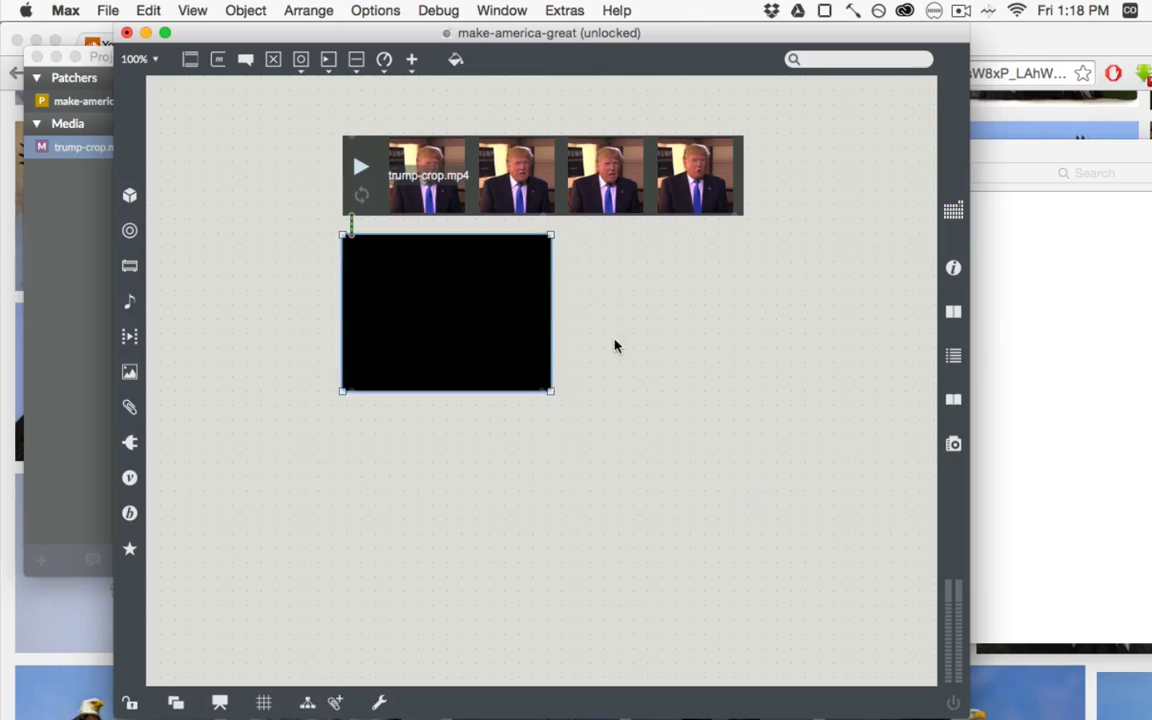 Max File Edit View Object Arrange Options Debug Window Extras Help Fri 1:18 PM
make-america-great (unlocked)
100%
Patchers
P make-americ
Media
M trump-crop.m
trump-crop.mp4
sW8xP_LAhW...
Search